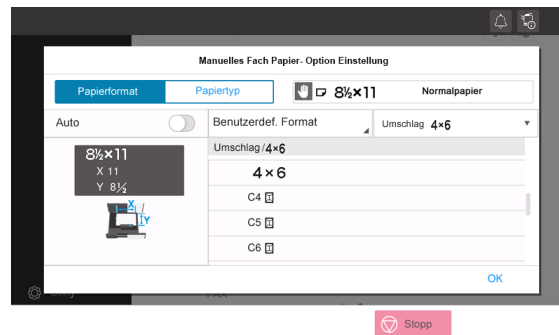 Manuelles Fach Papier- Option Einstellung
Papierformat
Papiertyp
8½×11
Normalpapier
Auto
Benutzerdef. Format
Umschlag 4×6
8½×11
X 11
Y 8½
X
Y
Umschlag/4×6
4×6
C4
C5
C6
OK
Utility
Stopp